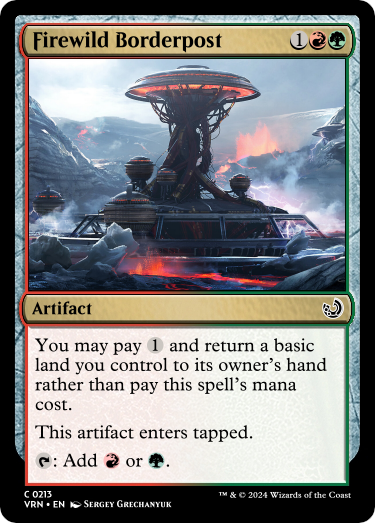 Firewild Borderpost 1
Artifact
You may pay 1 and return a basic
land you control to its owner's hand
rather than pay this spell's mana
cost.
This artifact enters tapped.
: Add or .
C 0213
VRN • EN Sergey Grechanyuk
™ & © 2024 Wizards of the Coast